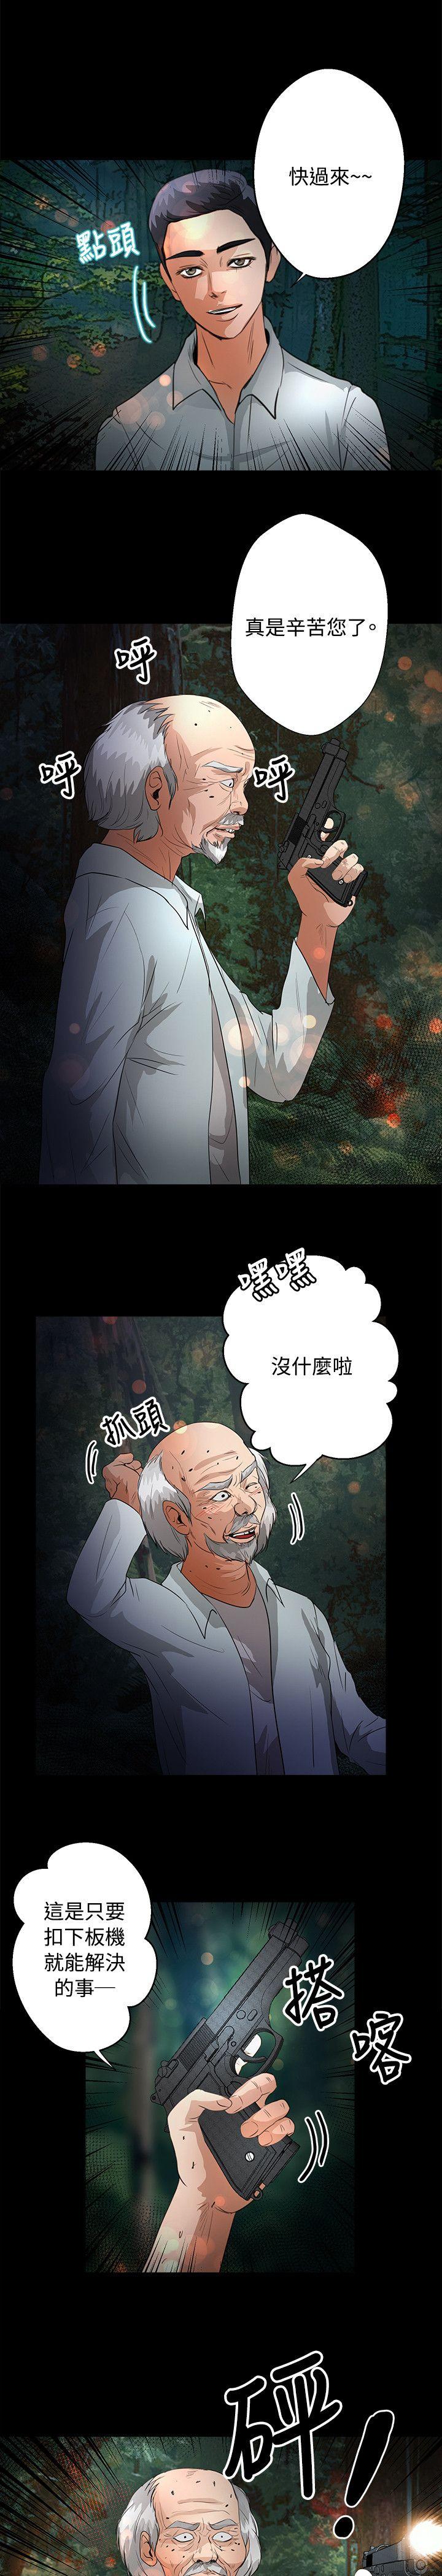 快過來~~
點頭
真是辛苦您了。
呼
呼
呼
嘿嘿
沒什麼啦
抓頭
這是只要
扣下板機
就能解決
的事—
搭
喀
砰!